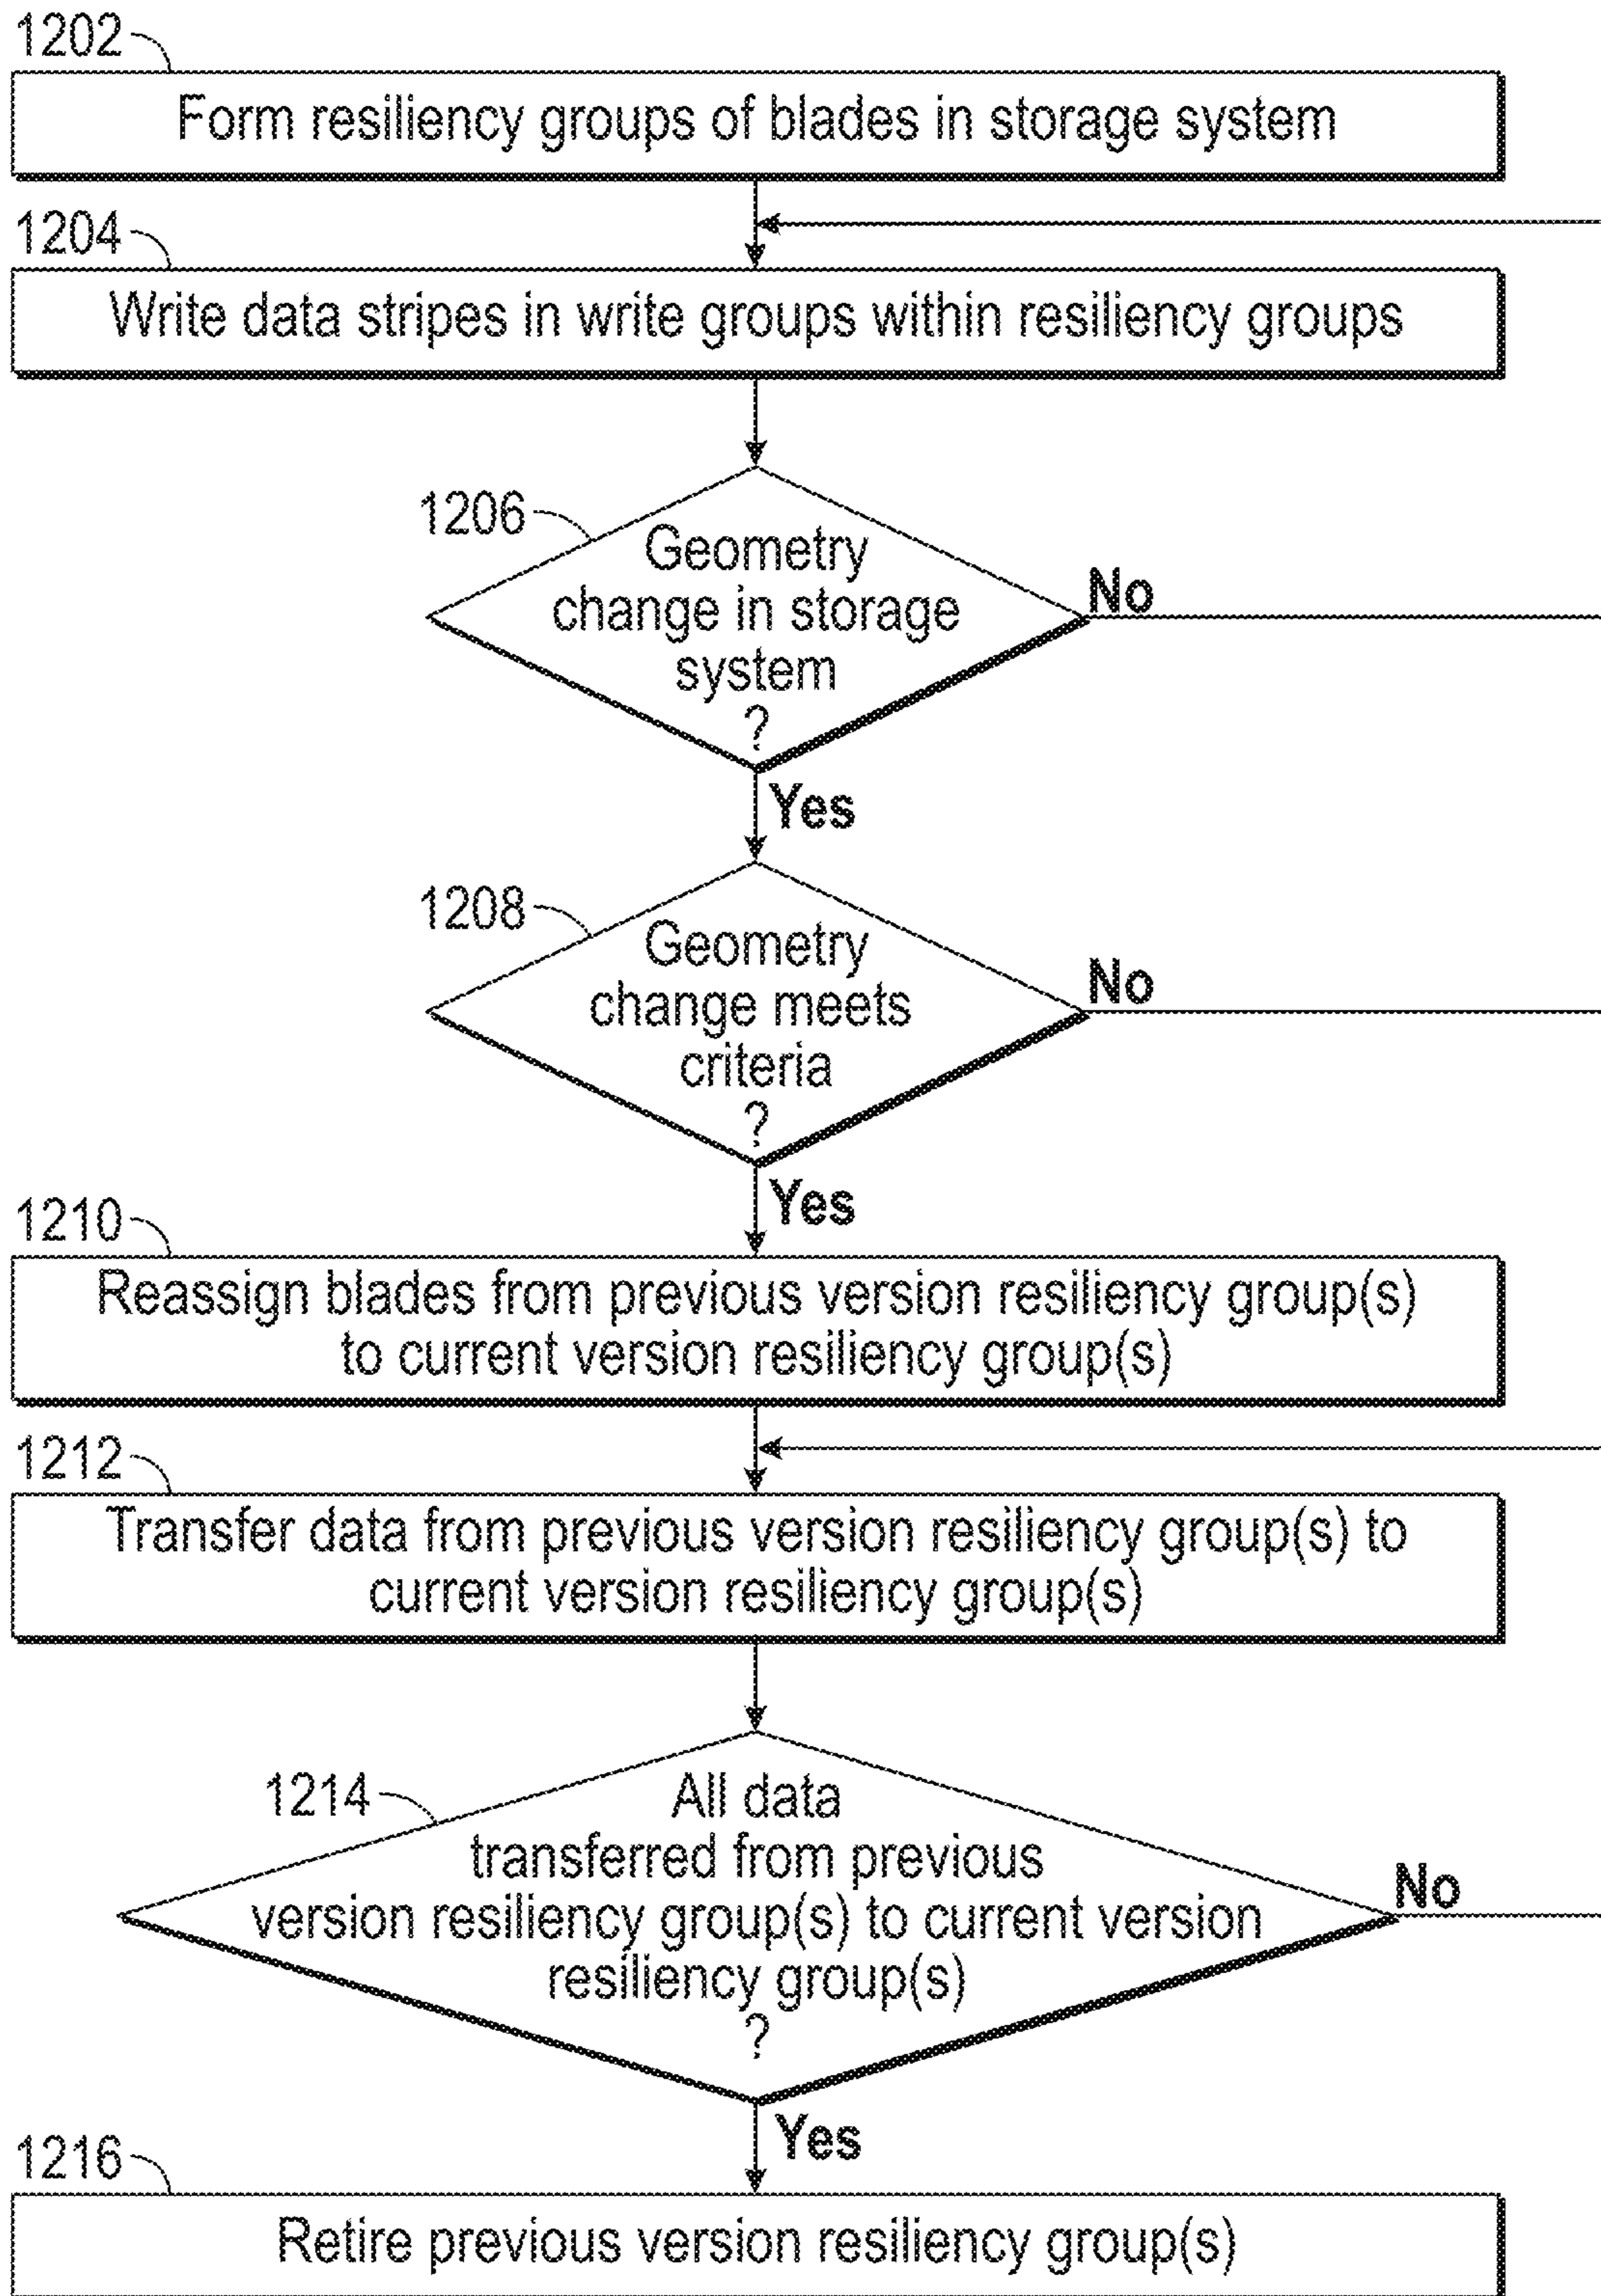 1202
Form resiliency groups of blades in storage system
1204
Write data stripes in write groups within resiliency groups
1206
Geometry
change in storage
system
?
No
Yes
1208
Geometry
change meets
criteria
?
No
Yes
1210
Reassign blades from previous version resiliency group(s)
to current version resiliency group(s)
1212
Transfer data from previous version resiliency group(s) to
current version resiliency group(s)
1214
All data
transferred from previous
version resiliency group(s) to current version
resiliency group(s)
?
No
Yes
1216
Retire previous version resiliency group(s)